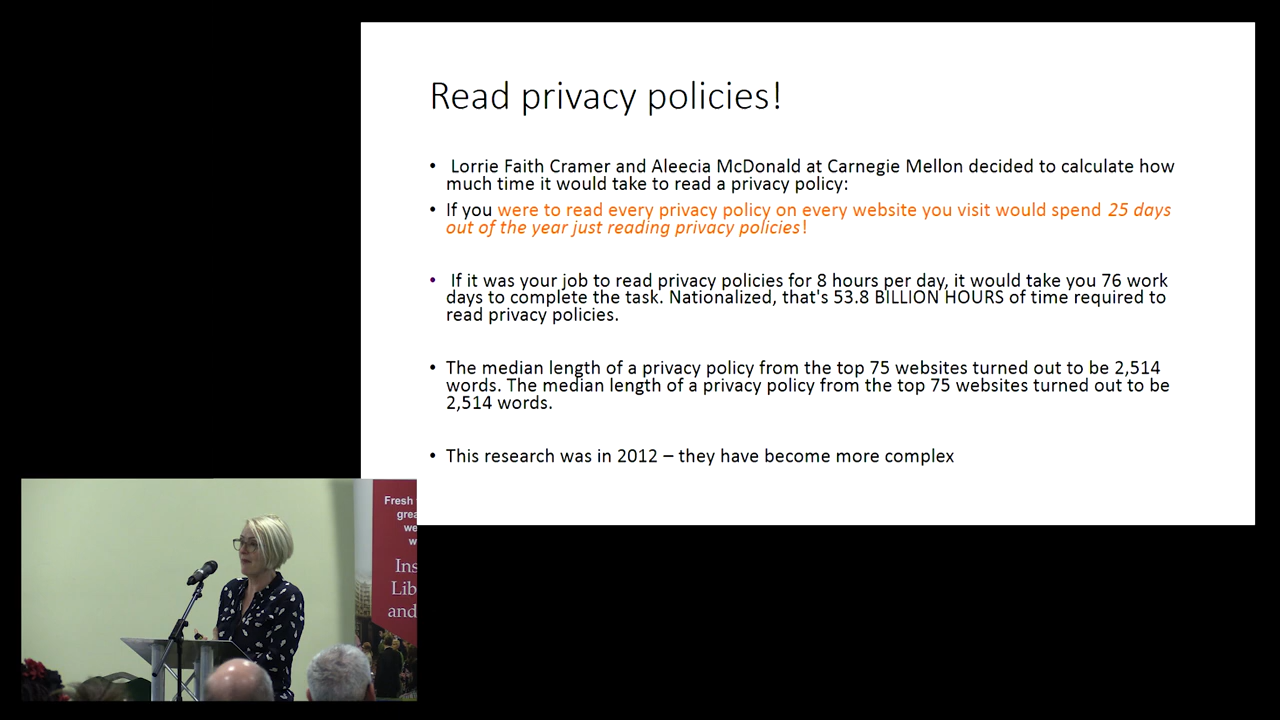 Read privacy policies!
• Lorrie Faith Cramer and Aleecia McDonald at Carnegie Mellon decided to calculate how
much time it would take to read a privacy policy:
• If you were to read every privacy policy on every website you visit would spend 25 days
out of the year just reading privacy policies!
• If it was your job to read privacy policies for 8 hours per day, it would take you 76 work
days to complete the task. Nationalized, that's 53.8 BILLION HOURS of time required to
read privacy policies.
• The median length of a privacy policy from the top 75 websites turned out to be 2,514
words. The median length of a privacy policy from the top 75 websites turned out to be
2,514 words.
• This research was in 2012 – they have become more complex
Fresh
grea
we
w
Ins
Lib
and